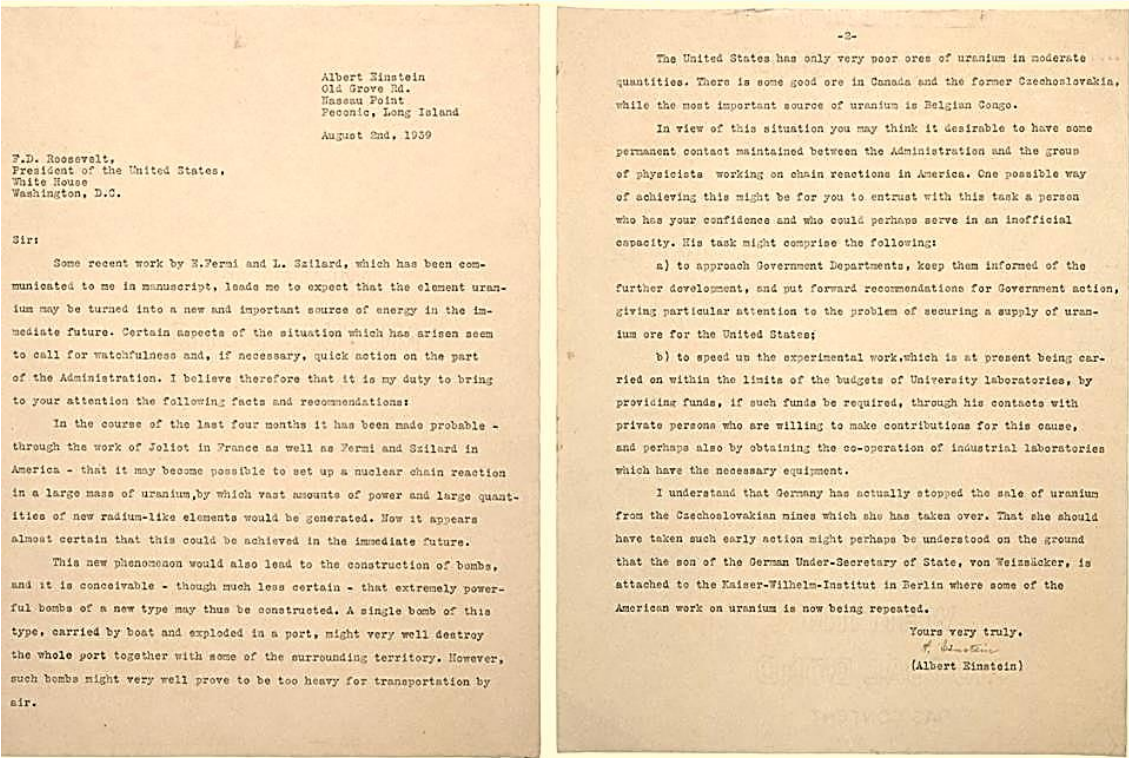 Albert Einstein
Old Grove Rd.
Nassau Point
Peconic, Long Island
August 2nd, 1939
F.D. Roosevelt,
President of the United States,
White House
Washington, D.C.
Sir:
Some recent work by E.Fermi and L. Szilard, which has been com-
municated to me in manuscript, leads me to expect that the element uran-
ium may be turned into a new and important source of energy in the im-
mediate future. Certain aspects of the situation which has arisen seem
to call for watchfulness and, if necessary, quick action on the part
of the Administration. I believe therefore that it is my duty to bring
to your attention the following facts and recommendations:
In the course of the last four months it has been made probable -
through the work of Joliot in France as well as Fermi and Szilard in
America - that it may become possible to set up a nuclear chain reaction
in a large mass of uranium,by which vast amounts of power and large quant-
ities of new radium-like elements would be generated. Now it appears
almost certain that this could be achieved in the immediate future.
This new phenomenon would also lead to the construction of bombs,
and it is conceivable - though much less certain - that extremely power-
ful bombs of a new type may thus be constructed. A single bomb of this
type, carried by boat and exploded in a port, might very well destroy
the whole port together with some of the surrounding territory. However,
such bombs might very well prove to be too heavy for transportation by
air.
-2-
The United States has only very poor ores of uranium in moderate
quantities. There is some good ore in Canada and the former Czechoslovakia,
while the most important source of uranium is Belgian Congo.
In view of this situation you may think it desirable to have some
permanent contact maintained between the Administration and the group
of physicists working on chain reactions in America. One possible way
of achieving this might be for you to entrust with this task a person
who has your confidence and who could perhaps serve in an inofficial
capacity. His task might comprise the following:
a) to approach Government Departments, keep them informed of the
further development, and put forward recommendations for Government action,
giving particular attention to the problem of securing a supply of uran-
ium ore for the United States;
b) to speed up the experimental work,which is at present being car-
ried on within the limits of the budgets of University laboratories, by
providing funds, if such funds be required, through his contacts with
private persons who are willing to make contributions for this cause,
and perhaps also by obtaining the co-operation of industrial laboratories
which have the necessary equipment.
I understand that Germany has actually stopped the sale of uranium
from the Czechoslovakian mines which she has taken over. That she should
have taken such early action might perhaps be understood on the ground
that the son of the German Under-Secretary of State, von Weizsäcker, is
attached to the Kaiser-Wilhelm-Institut in Berlin where some of the
American work on uranium is now being repeated.
Yours very truly,
A. Einstein
(Albert Einstein)